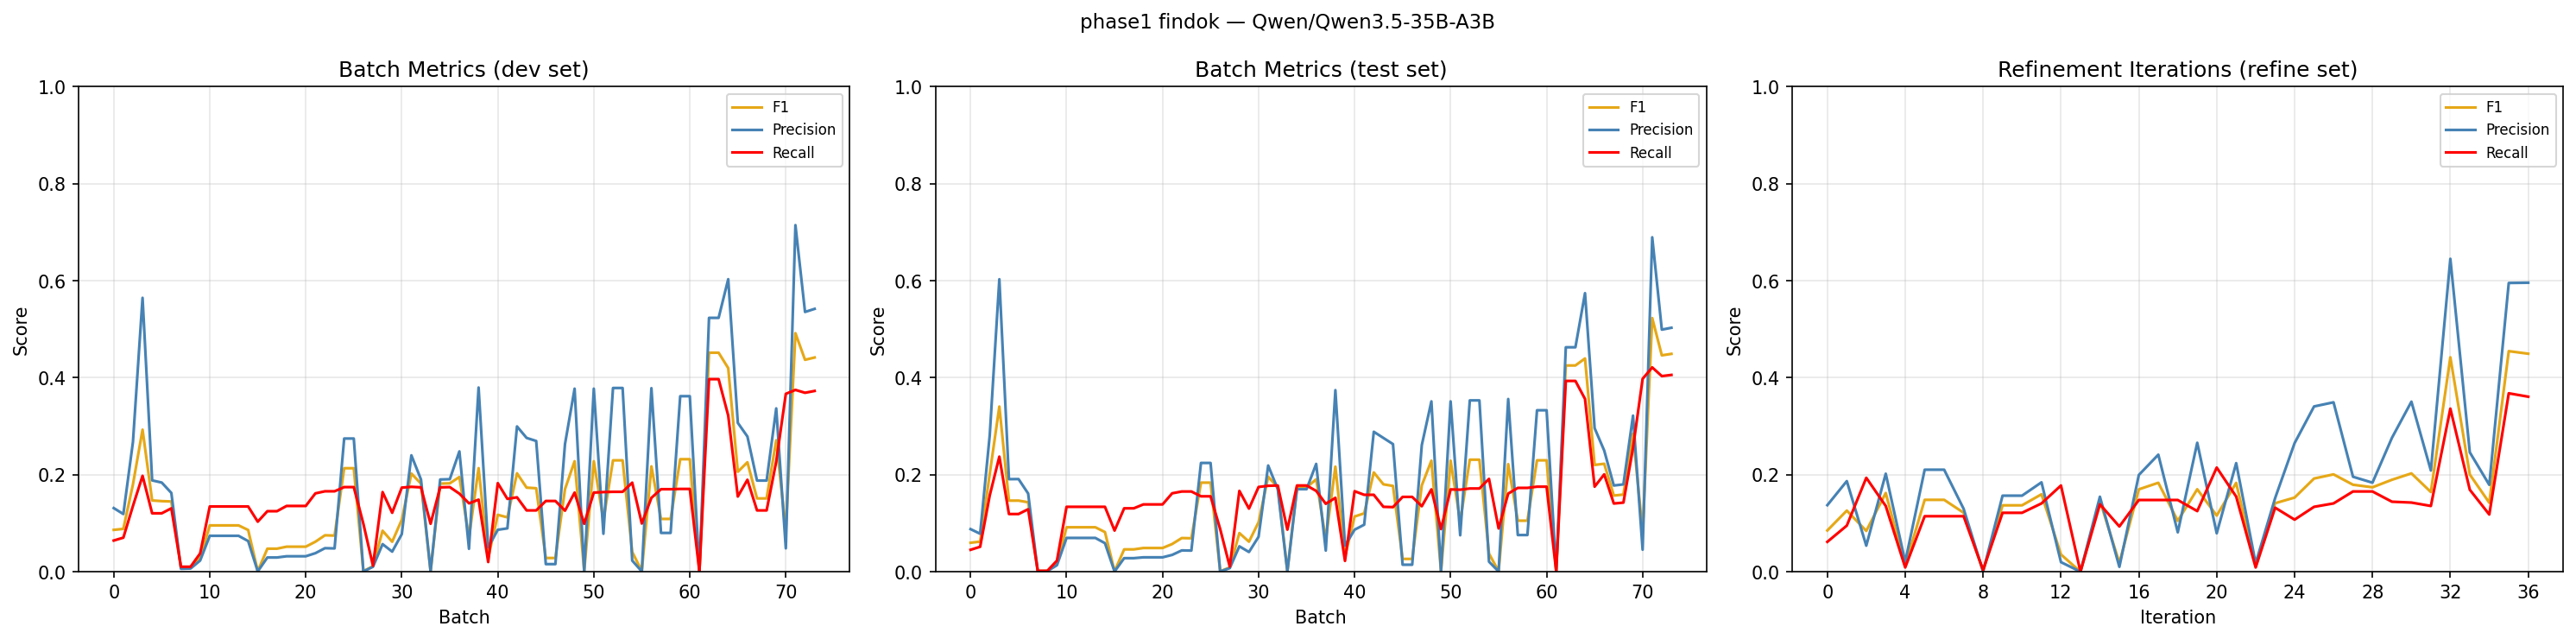 phase1 findok — Qwen/Qwen3.5-35B-A3B
Batch Metrics (dev set)
1.0
0.8
0.6
0.4
0.2
0.0
Score
0 10 20 30 40 50 60 70
Batch
F1
Precision
Recall
Batch Metrics (test set)
1.0
0.8
0.6
0.4
0.2
0.0
Score
0 10 20 30 40 50 60 70
Batch
F1
Precision
Recall
Refinement Iterations (refine set)
1.0
0.8
0.6
0.4
0.2
0.0
Score
0 4 8 12 16 20 24 28 32 36
Iteration
F1
Precision
Recall